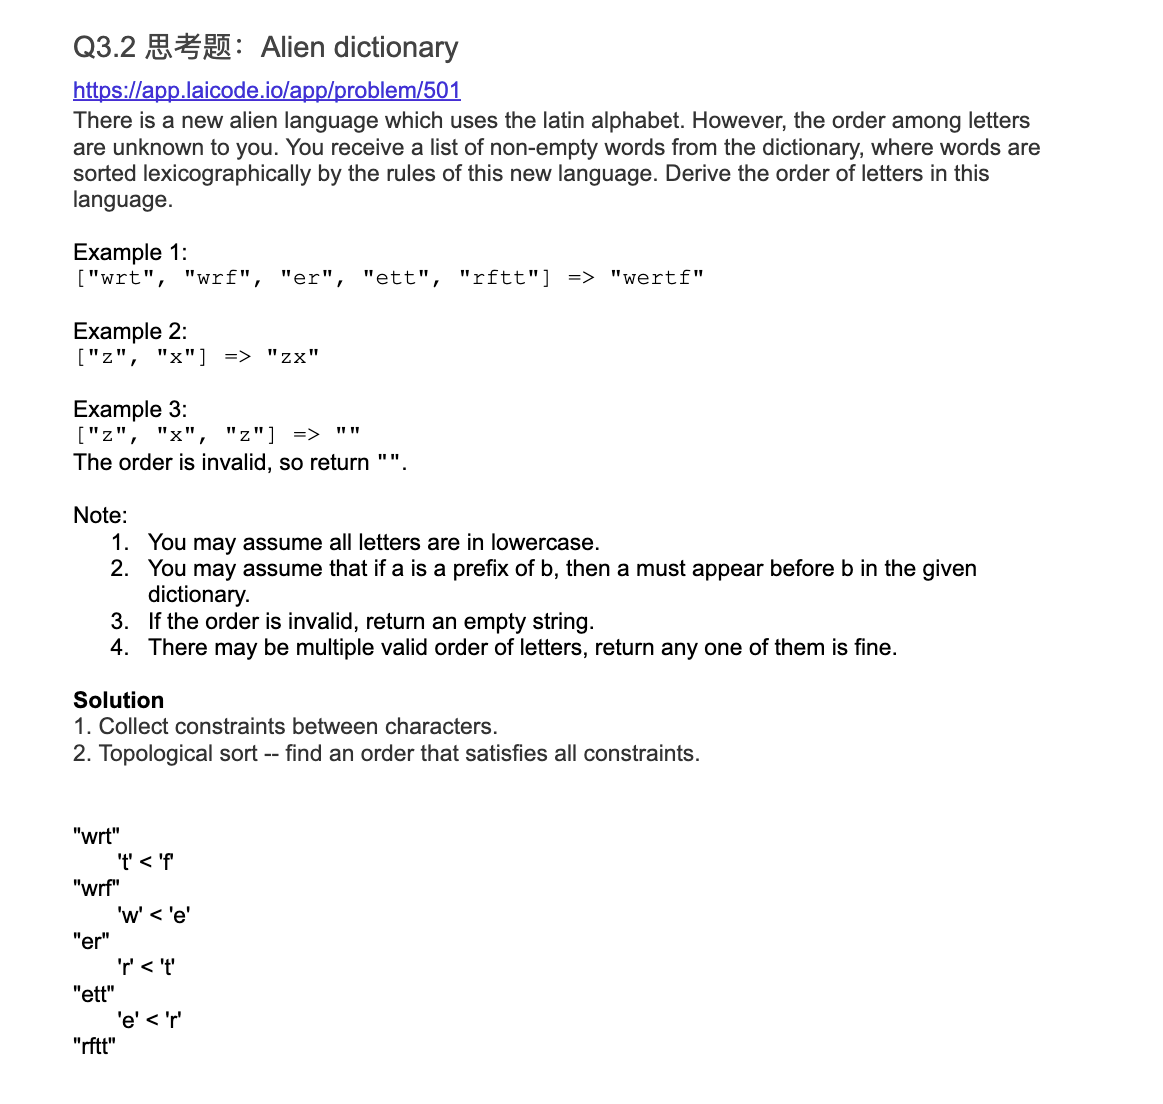 Q3.2 思考题：Alien dictionary
https://app.laicode.io/app/problem/501
There is a new alien language which uses the latin alphabet. However, the order among letters
are unknown to you. You receive a list of non-empty words from the dictionary, where words are
sorted lexicographically by the rules of this new language. Derive the order of letters in this
language.
Example 1:
["wrt", "wrf", "er", "ett", "rftt"] => "wertf"
Example 2:
["z", "x"] => "zx"
Example 3:
["z", "x", "z"] => ""
The order is invalid, so return "".
Note:
1. You may assume all letters are in lowercase.
2. You may assume that if a is a prefix of b, then a must appear before b in the given
dictionary.
3. If the order is invalid, return an empty string.
4. There may be multiple valid order of letters, return any one of them is fine.
Solution
1. Collect constraints between characters.
2. Topological sort -- find an order that satisfies all constraints.
"wrt"
't' < 'f'
"wrf"
'w' < 'e'
"er"
'r' < 't'
"ett"
'e' < 'r'
"rftt"